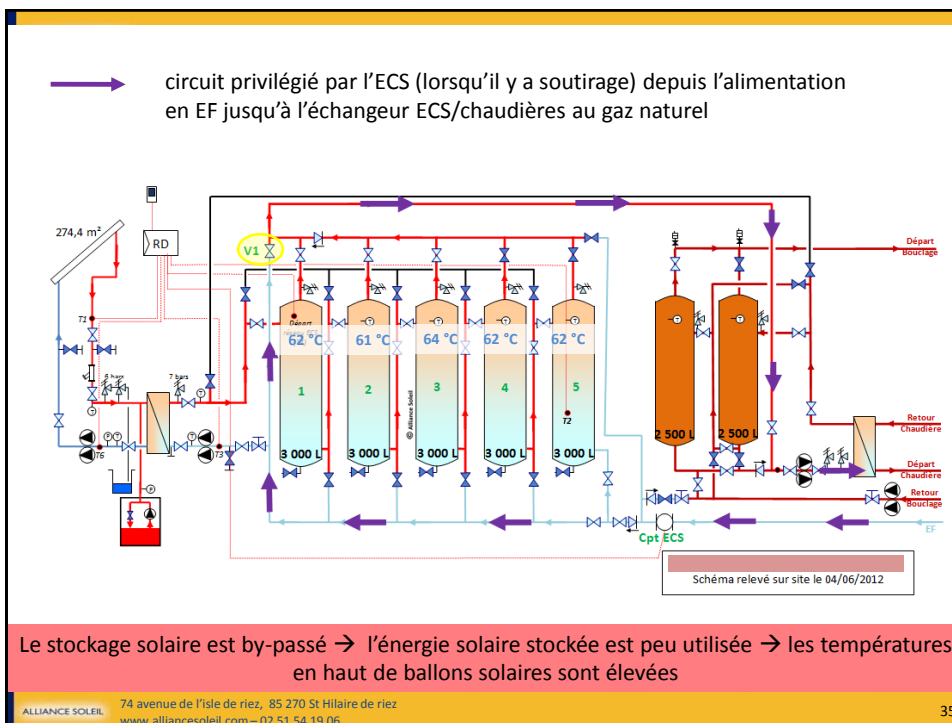 circuit privilégié par l'ECS (lorsqu'il y a soutirage) depuis l'alimentation
en EF jusqu'à l'échangeur ECS/chaudières au gaz naturel
274,4 m²
RD
V1
T1
6 bars
7 bars
T
T
P
T
T6
T3
P
Départ
62 °C
61 °C
64 °C
62 °C
62 °C
T
T
T
T
T
1
2
3
4
5
T2
© Alliance Soleil
3 000 L
3 000 L
3 000 L
3 000 L
3 000 L
2 500 L
2 500 L
Départ
Bouclage
Retour
Chaudière
Départ
Chaudière
Retour
Bouclage
EF
Cpt ECS
Schéma relevé sur site le 04/06/2012
Le stockage solaire est by-passé → l'énergie solaire stockée est peu utilisée → les températures
en haut de ballons solaires sont élevées
ALLIANCE SOLEIL
74 avenue de l'isle de riez, 85 270 St Hilaire de riez
www.alliancesoleil.com – 02 51 54 19 06
35